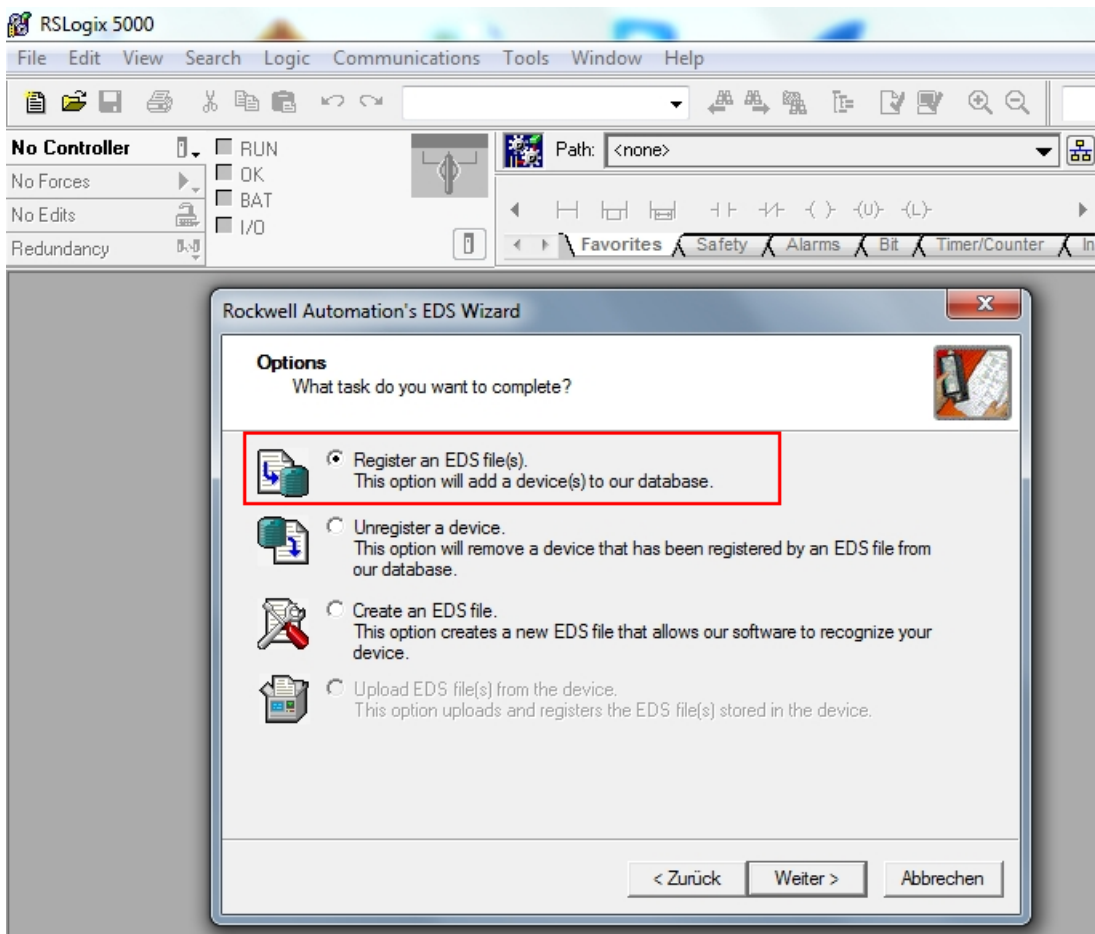 RSLogix 5000
File Edit View Search Logic Communications Tools Window Help
No Controller
RUN
No Forces
OK
No Edits
BAT
Redundancy
I/O
Path: <none>
(U) (L)
Favorites Safety Alarms Bit Timer/Counter In
Rockwell Automation's EDS Wizard
Options
What task do you want to complete?
Register an EDS file(s).
This option will add a device(s) to our database.
Unregister a device.
This option will remove a device that has been registered by an EDS file from
our database.
Create an EDS file.
This option creates a new EDS file that allows our software to recognize your
device.
Upload EDS file(s) from the device.
This option uploads and registers the EDS file(s) stored in the device.
< Zurück Weiter > Abbrechen